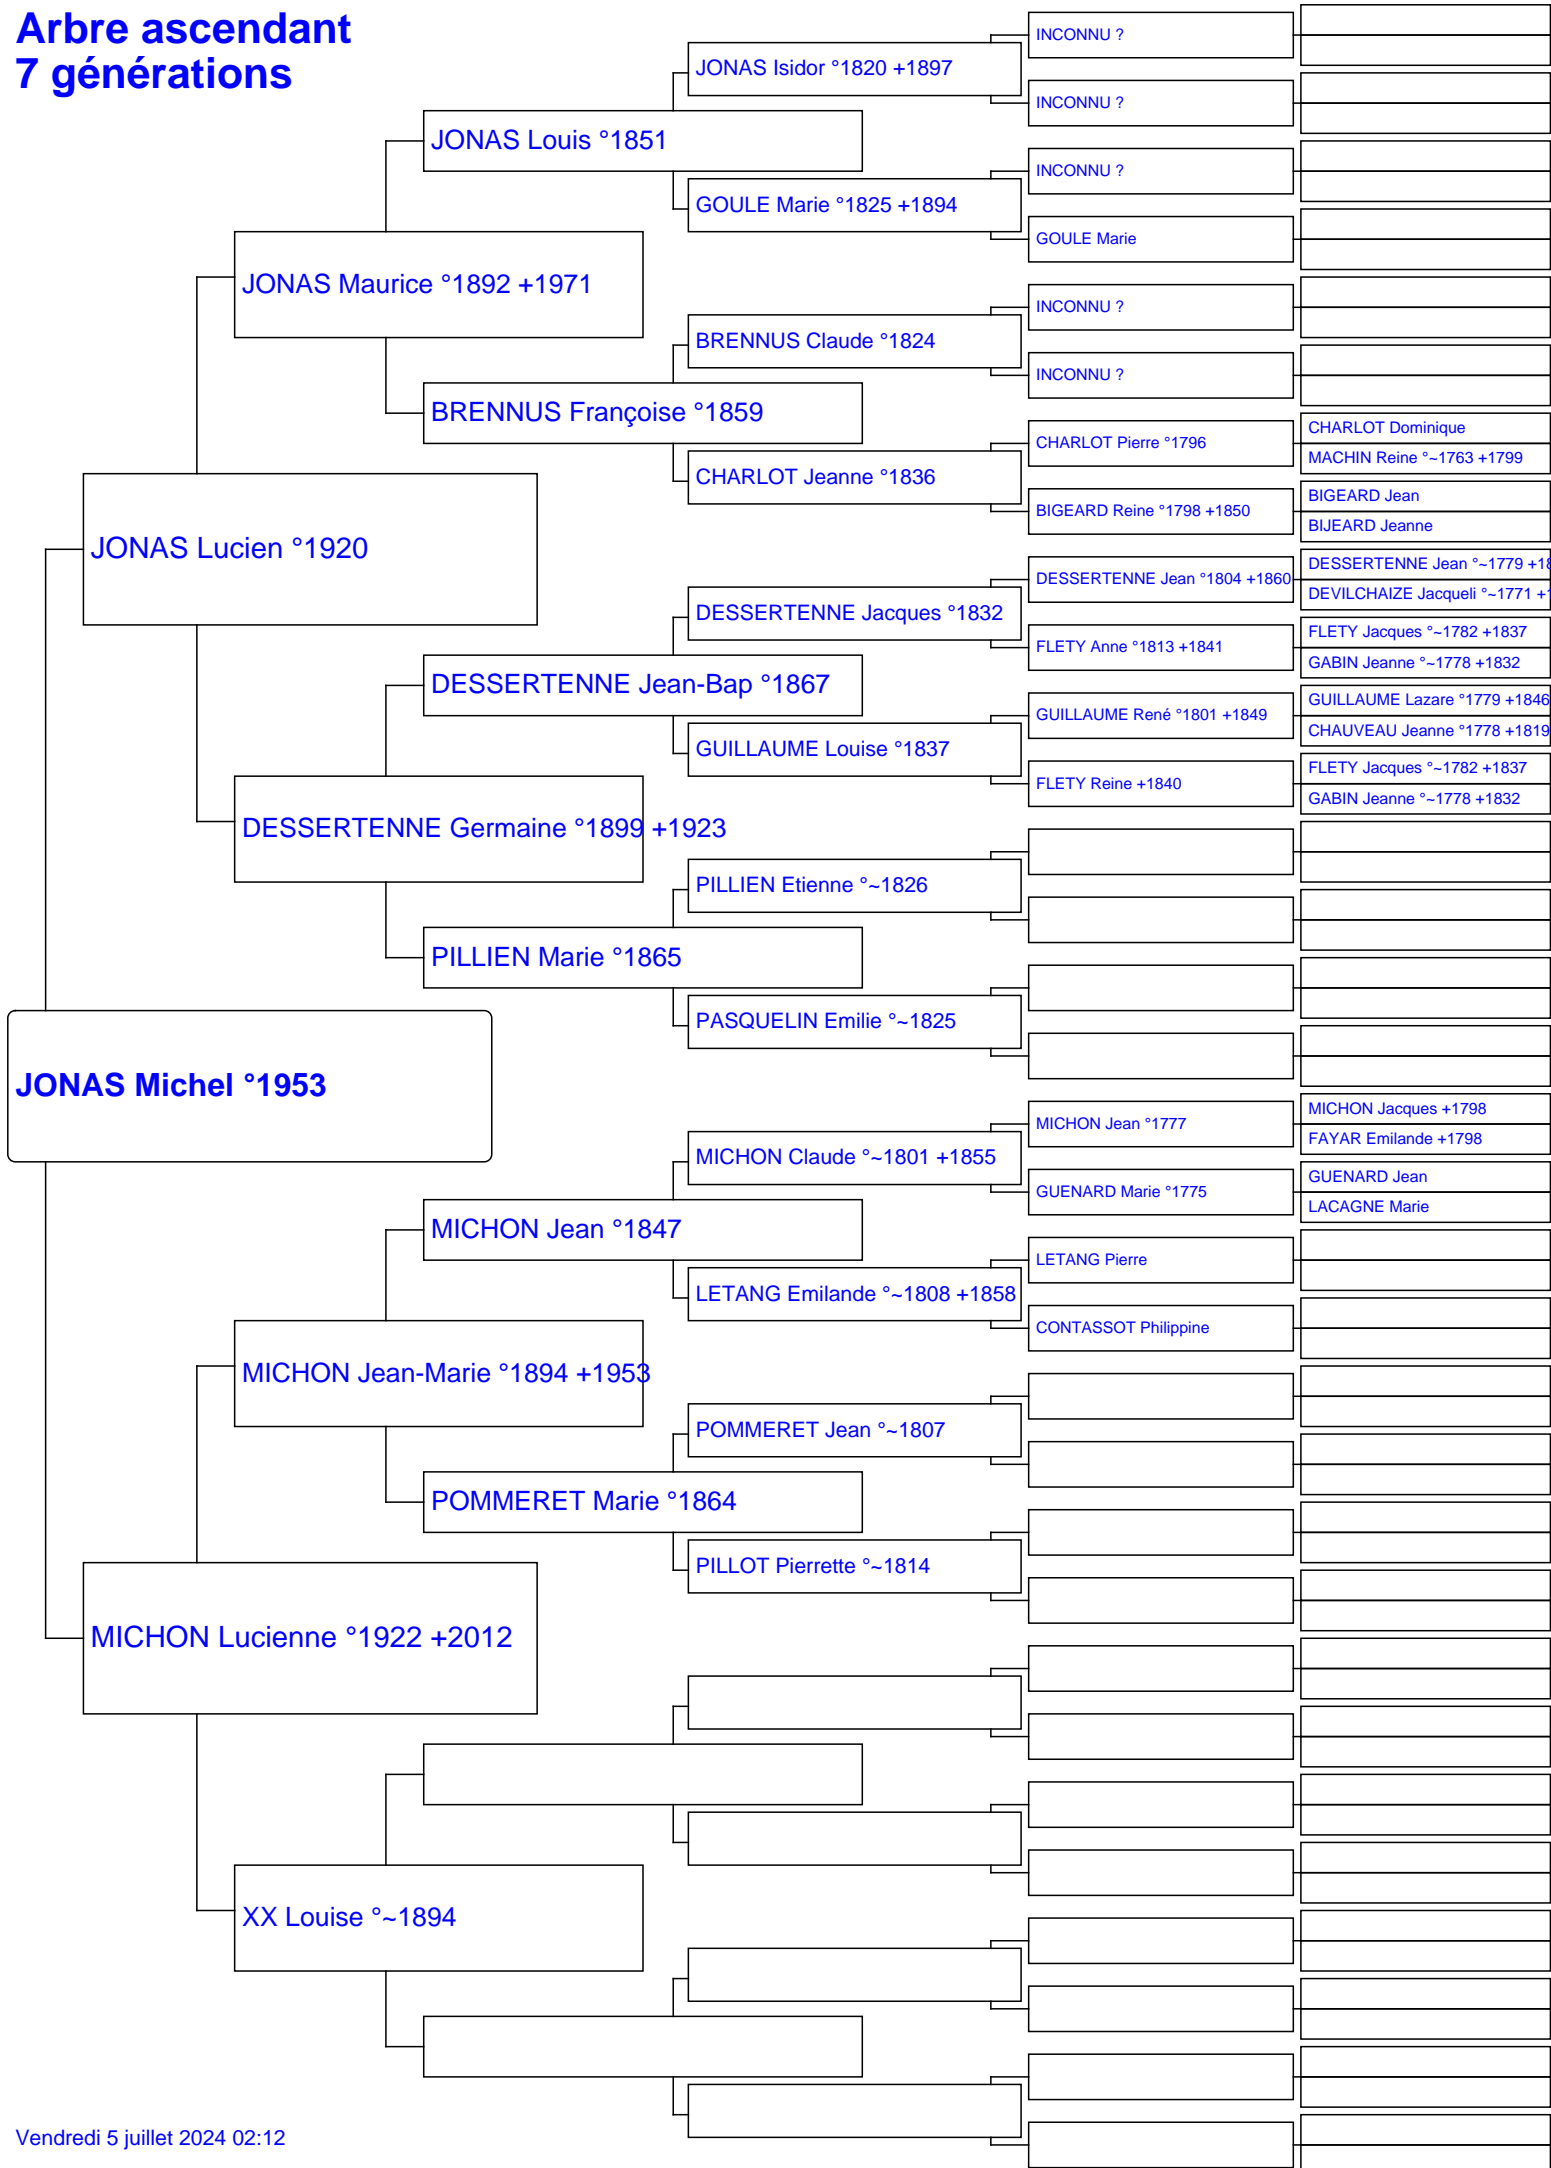 Arbre ascendant
7 générations
INCONNU ?
JONAS Isidor °1820 +1897
INCONNU ?
JONAS Louis °1851
INCONNU ?
GOULE Marie °1825 +1894
GOULE Marie
JONAS Maurice °1892 +1971
INCONNU ?
BRENNUS Claude °1824
INCONNU ?
BRENNUS Françoise °1859
CHARLOT Dominique
CHARLOT Pierre °1796
MACHIN Reine °~1763 +1799
CHARLOT Jeanne °1836
BIGEARD Jean
BIGEARD Reine °1798 +1850
BIJEARD Jeanne
JONAS Lucien °1920
DESSERTENNE Jean °~1779 +18
DESSERTENNE Jean °1804 +1860
DEVILCHAIZE Jacqueli °~1771 +1
DESSERTENNE Jacques °1832
FLETY Jacques °~1782 +1837
FLETY Anne °1813 +1841
GABIN Jeanne °~1778 +1832
DESSERTENNE Jean-Bap °1867
GUILLAUME Lazare °1779 +1846
GUILLAUME René °1801 +1849
CHAUVEAU Jeanne °1778 +1819
GUILLAUME Louise °1837
FLETY Jacques °~1782 +1837
FLETY Reine +1840
GABIN Jeanne °~1778 +1832
DESSERTENNE Germaine °1899 +1923
PILLIEN Etienne °~1826
PILLIEN Marie °1865
PASQUELIN Emilie °~1825
JONAS Michel °1953
MICHON Jacques +1798
MICHON Jean °1777
FAYAR Emilande +1798
MICHON Claude °~1801 +1855
GUENARD Jean
GUENARD Marie °1775
LACAGNE Marie
MICHON Jean °1847
LETANG Pierre
LETANG Emilande °~1808 +1858
CONTASSOT Philippine
MICHON Jean-Marie °1894 +1953
POMMERET Jean °~1807
POMMERET Marie °1864
PILLOT Pierrette °~1814
MICHON Lucienne °1922 +2012
XX Louise °~1894
Vendredi 5 juillet 2024 02:12